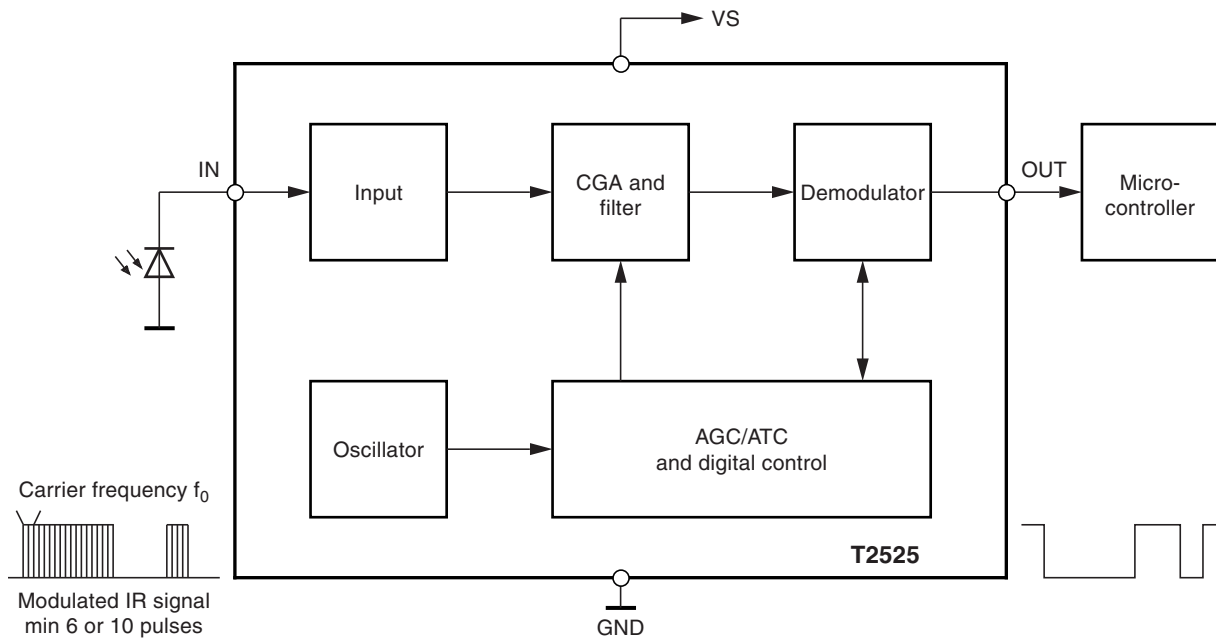 VS
IN
Input
CGA and
filter
Demodulator
OUT
Micro-
controller
Oscillator
AGC/ATC
and digital control
Carrier frequency f₀
T2525
Modulated IR signal
min 6 or 10 pulses
GND